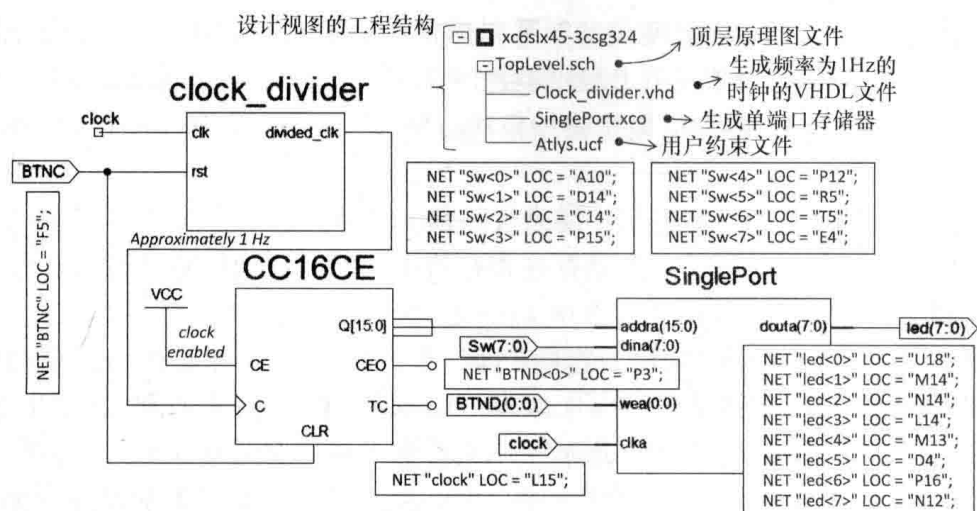 设计视图的工程结构
xc6slx45-3csg324
TopLevel.sch
顶层原理图文件
Clock_divider.vhd
生成频率为1Hz的
时钟的VHDL文件
SinglePort.xco
生成单端口存储器
Atlys.ucf
用户约束文件
clock_divider
clock
clk
divided_clk
BTNC
rst
NET "BTNC" LOC = "F5";
NET "Sw<0>" LOC = "A10";
NET "Sw<1>" LOC = "D14";
NET "Sw<2>" LOC = "C14";
NET "Sw<3>" LOC = "P15";
NET "Sw<4>" LOC = "P12";
NET "Sw<5>" LOC = "R5";
NET "Sw<6>" LOC = "T5";
NET "Sw<7>" LOC = "E4";
Approximately 1 Hz
CC16CE
VCC
clock
enabled
Q[15:0]
CE
CEO
C
TC
CLR
SinglePort
addra(15:0)
douta(7:0)
led(7:0)
Sw(7:0)
dina(7:0)
NET "BTND<0>" LOC = "P3";
BTND(0:0)
wea(0:0)
clock
clka
NET "clock" LOC = "L15";
NET "led<0>" LOC = "U18";
NET "led<1>" LOC = "M14";
NET "led<2>" LOC = "N14";
NET "led<3>" LOC = "L14";
NET "led<4>" LOC = "M13";
NET "led<5>" LOC = "D4";
NET "led<6>" LOC = "P16";
NET "led<7>" LOC = "N12";